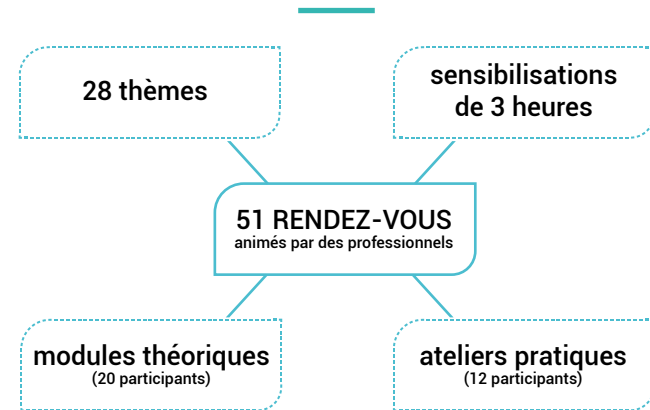 28 thèmes
sensibilisations
de 3 heures
51 RENDEZ-VOUS
animés par des professionnels
modules théoriques
(20 participants)
ateliers pratiques
(12 participants)